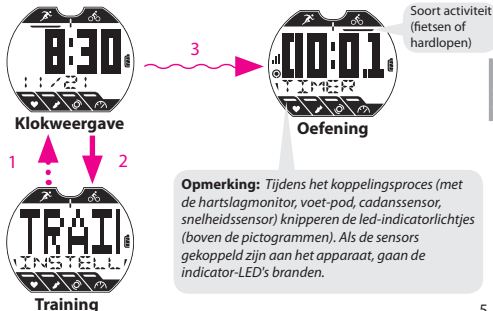 8:30
11/21
Klokweergave
3
00:0.1
TIMER
Oefening
Soort activiteit
(fietsen of
hardlopen)
1
2
TRAI
INSTELL
Training
Opmerking: Tijdens het koppelingsproces (met
de hartslagmonitor, voet-pod, cadanssensor,
snelheidssensor) knipperen de led-indicatorlichtjes
(boven de pictogrammen). Als de sensors
gekoppeld zijn aan het apparaat, gaan de
indicator-LED's branden.
5